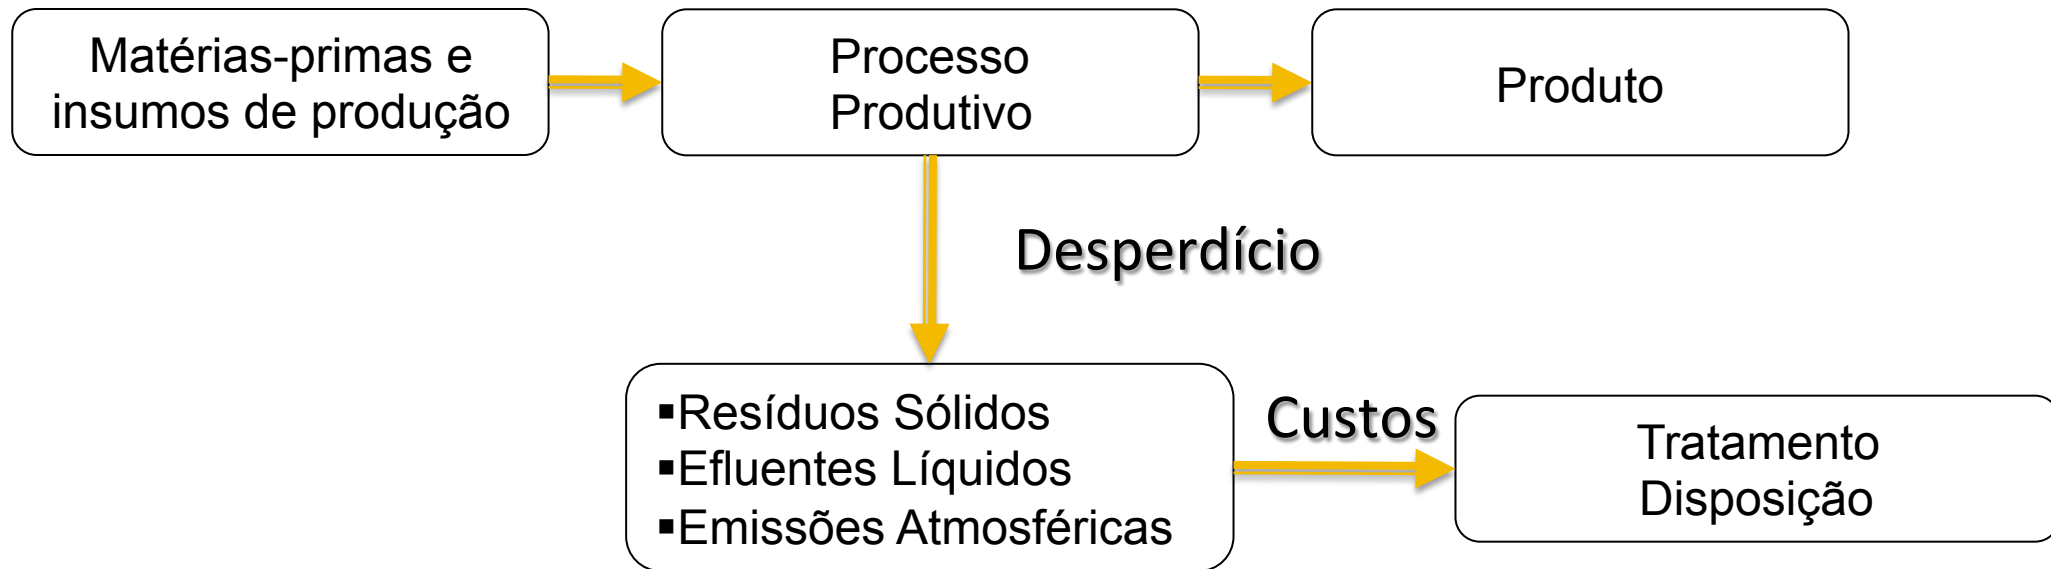 Matérias-primas e
insumos de produção
Processo
Produtivo
Produto
Desperdício
▪Resíduos Sólidos
▪Efluentes Líquidos
▪Emissões Atmosféricas
Custos
Tratamento
Disposição